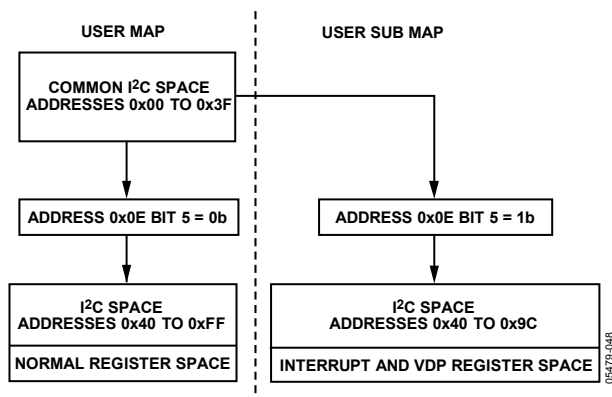 USER MAP
USER SUB MAP
COMMON I²C SPACE
ADDRESSES 0x00 TO 0x3F
ADDRESS 0x0E BIT 5 = 0b
ADDRESS 0x0E BIT 5 = 1b
I²C SPACE
ADDRESSES 0x40 TO 0xFF
NORMAL REGISTER SPACE
I²C SPACE
ADDRESSES 0x40 TO 0x9C
INTERRUPT AND VDP REGISTER SPACE
05479-048